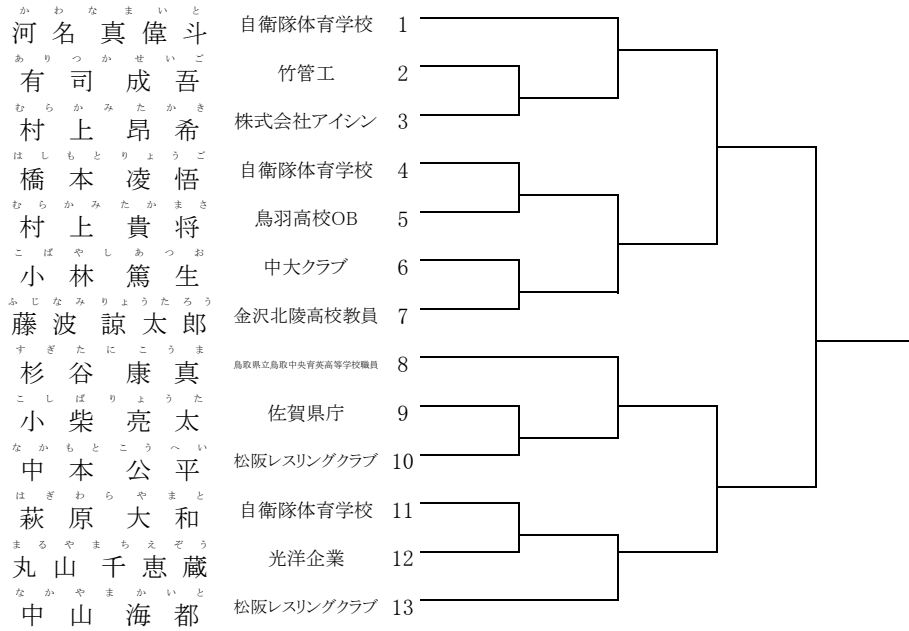 かわなまいと
河名真偉斗 自衛隊体育学校 1
ありつかせいご
有司成吾 竹管工 2
むらかみたかき
村上昂希 株式会社アイシン 3
はしもとりょうご
橋本凌悟 自衛隊体育学校 4
むらかみたかまさ
村上貴将 鳥羽高校OB 5
こばやしあつお
小林篤生 中大クラブ 6
ふじなみりょうたろう
藤波諒太郎 金沢北陵高校教員 7
すぎたにこうま
杉谷康真 鳥取県立鳥取中央育英高等学校職員 8
こしばりょうた
小柴亮太 佐賀県庁 9
なかもとこうへい
中本公平 松阪レスリングクラブ 10
はぎわらやまと
萩原大和 自衛隊体育学校 11
まるやまちえぞう
丸山千恵蔵 光洋企業 12
なかやまかいと
中山海都 松阪レスリングクラブ 13